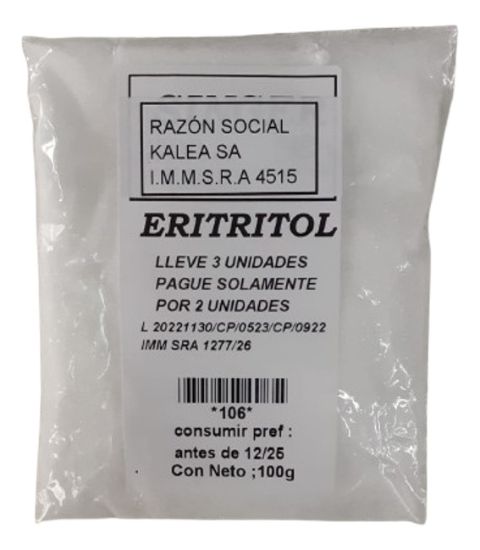 RAZÓN SOCIAL
KALEA SA
I.M.M.S.R.A 4515
ERITRITOL
LLEVE 3 UNIDADES
PAGUE SOLAMENTE
POR 2 UNIDADES
L 20221130/CP/0523/CP/0922
IMM SRA 1277/26
*106*
consumir pref :
antes de 12/25
Con Neto ;100g